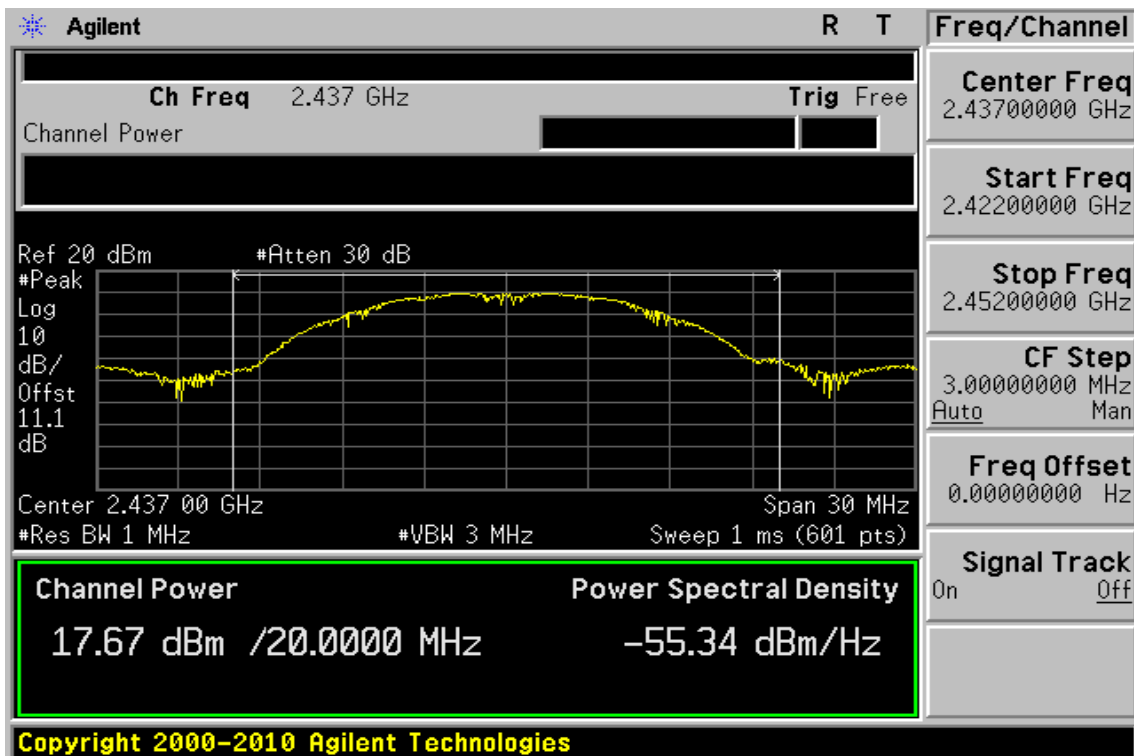 Agilent R T
Ch Freq 2.437 GHz Trig Free
Channel Power
Ref 20 dBm #Atten 30 dB
#Peak
Log
10
dB/
Offst
11.1
dB
Center 2.437 00 GHz Span 30 MHz
#Res BW 1 MHz #VBW 3 MHz Sweep 1 ms (601 pts)
Channel Power Power Spectral Density
17.67 dBm /20.0000 MHz -55.34 dBm/Hz
Copyright 2000-2010 Agilent Technologies
Freq/Channel
Center Freq
2.43700000 GHz
Start Freq
2.42200000 GHz
Stop Freq
2.45200000 GHz
CF Step
3.00000000 MHz
Auto Man
Freq Offset
0.00000000 Hz
Signal Track
On Off